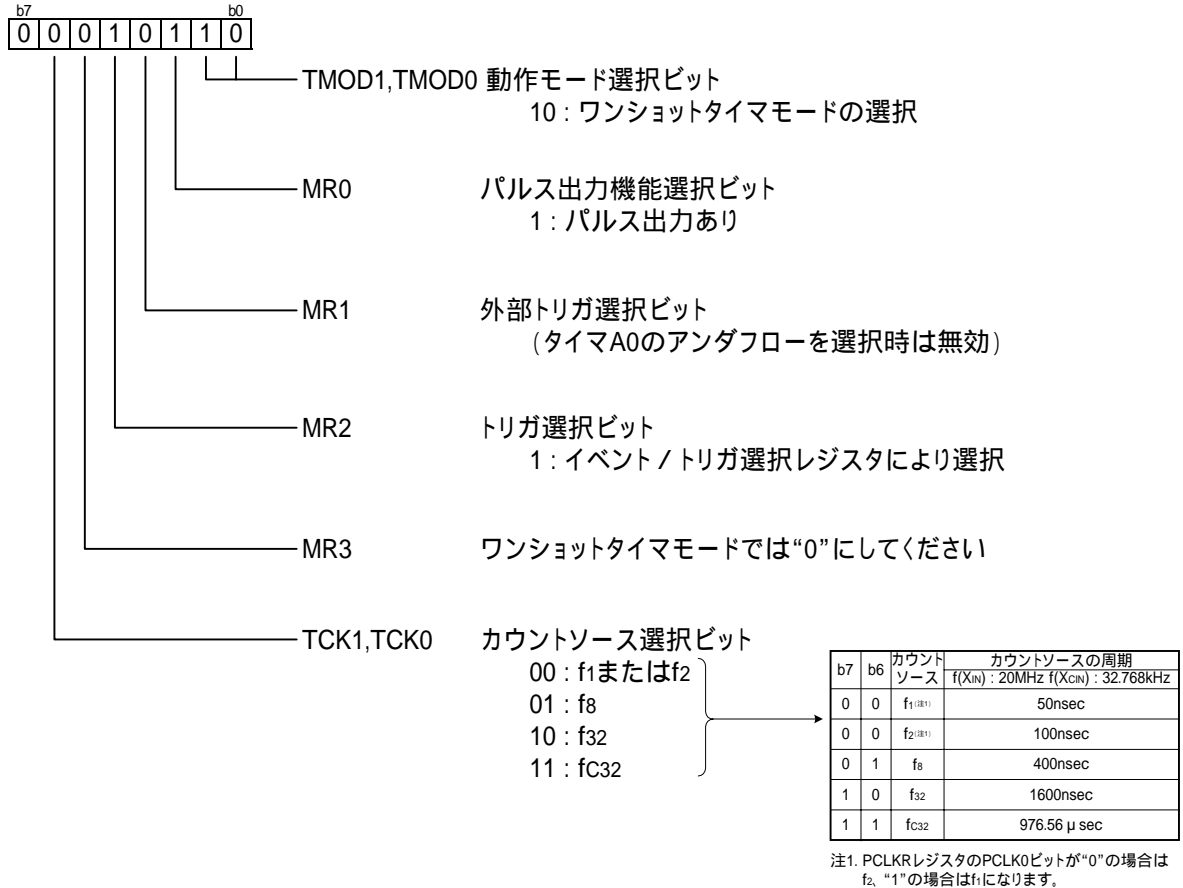 b7 b0
0 0 0 1 0 1 1 0
TMOD1,TMOD0 動作モード選択ビット
10 : ワンショットタイマモードの選択
MR0 パルス出力機能選択ビット
1 : パルス出力あり
MR1 外部トリガ選択ビット
(タイマA0のアンダフローを選択時は無効)
MR2 トリガ選択ビット
1 : イベント / トリガ選択レジスタにより選択
MR3 ワンショットタイマモードでは“0”にしてください
TCK1,TCK0 カウントソース選択ビット
00 : f1またはf2
01 : f8
10 : f32
11 : fC32
b7 b6 カウントソース カウントソースの周期
f(XIN) : 20MHz f(XCIN) : 32.768kHz
0 0 f1(注1) 50nsec
0 0 f2(注1) 100nsec
0 1 f8 400nsec
1 0 f32 1600nsec
1 1 fC32 976.56 μ sec
注1. PCLKRレジスタのPCLK0ビットが“0”の場合は
f2、“1”の場合はf1になります。